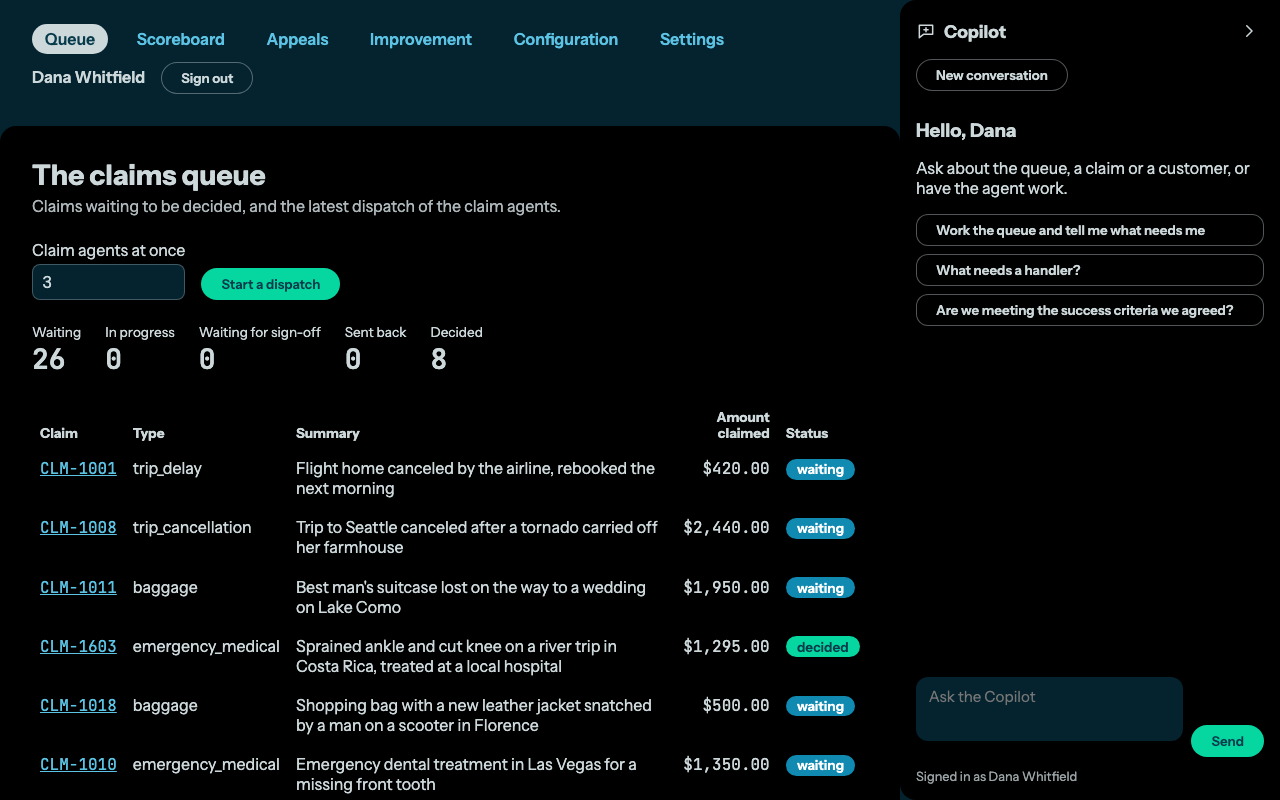 Queue Scoreboard Appeals Improvement Configuration Settings
Dana Whitfield Sign out
The claims queue
Claims waiting to be decided, and the latest dispatch of the claim agents.
Claim agents at once
3 Start a dispatch
Waiting In progress Waiting for sign-off Sent back Decided
26 0 0 0 8
Claim Type Summary Amount claimed Status
CLM-1001 trip_delay Flight home canceled by the airline, rebooked the next morning $420.00 waiting
CLM-1008 trip_cancellation Trip to Seattle canceled after a tornado carried off her farmhouse $2,440.00 waiting
CLM-1011 baggage Best man's suitcase lost on the way to a wedding on Lake Como $1,950.00 waiting
CLM-1603 emergency_medical Sprained ankle and cut knee on a river trip in Costa Rica, treated at a local hospital $1,295.00 decided
CLM-1018 baggage Shopping bag with a new leather jacket snatched by a man on a scooter in Florence $500.00 waiting
CLM-1010 emergency_medical Emergency dental treatment in Las Vegas for a missing front tooth $1,350.00 waiting
Copilot
New conversation
Hello, Dana
Ask about the queue, a claim or a customer, or
have the agent work.
Work the queue and tell me what needs me
What needs a handler?
Are we meeting the success criteria we agreed?
Ask the Copilot
Send
Signed in as Dana Whitfield